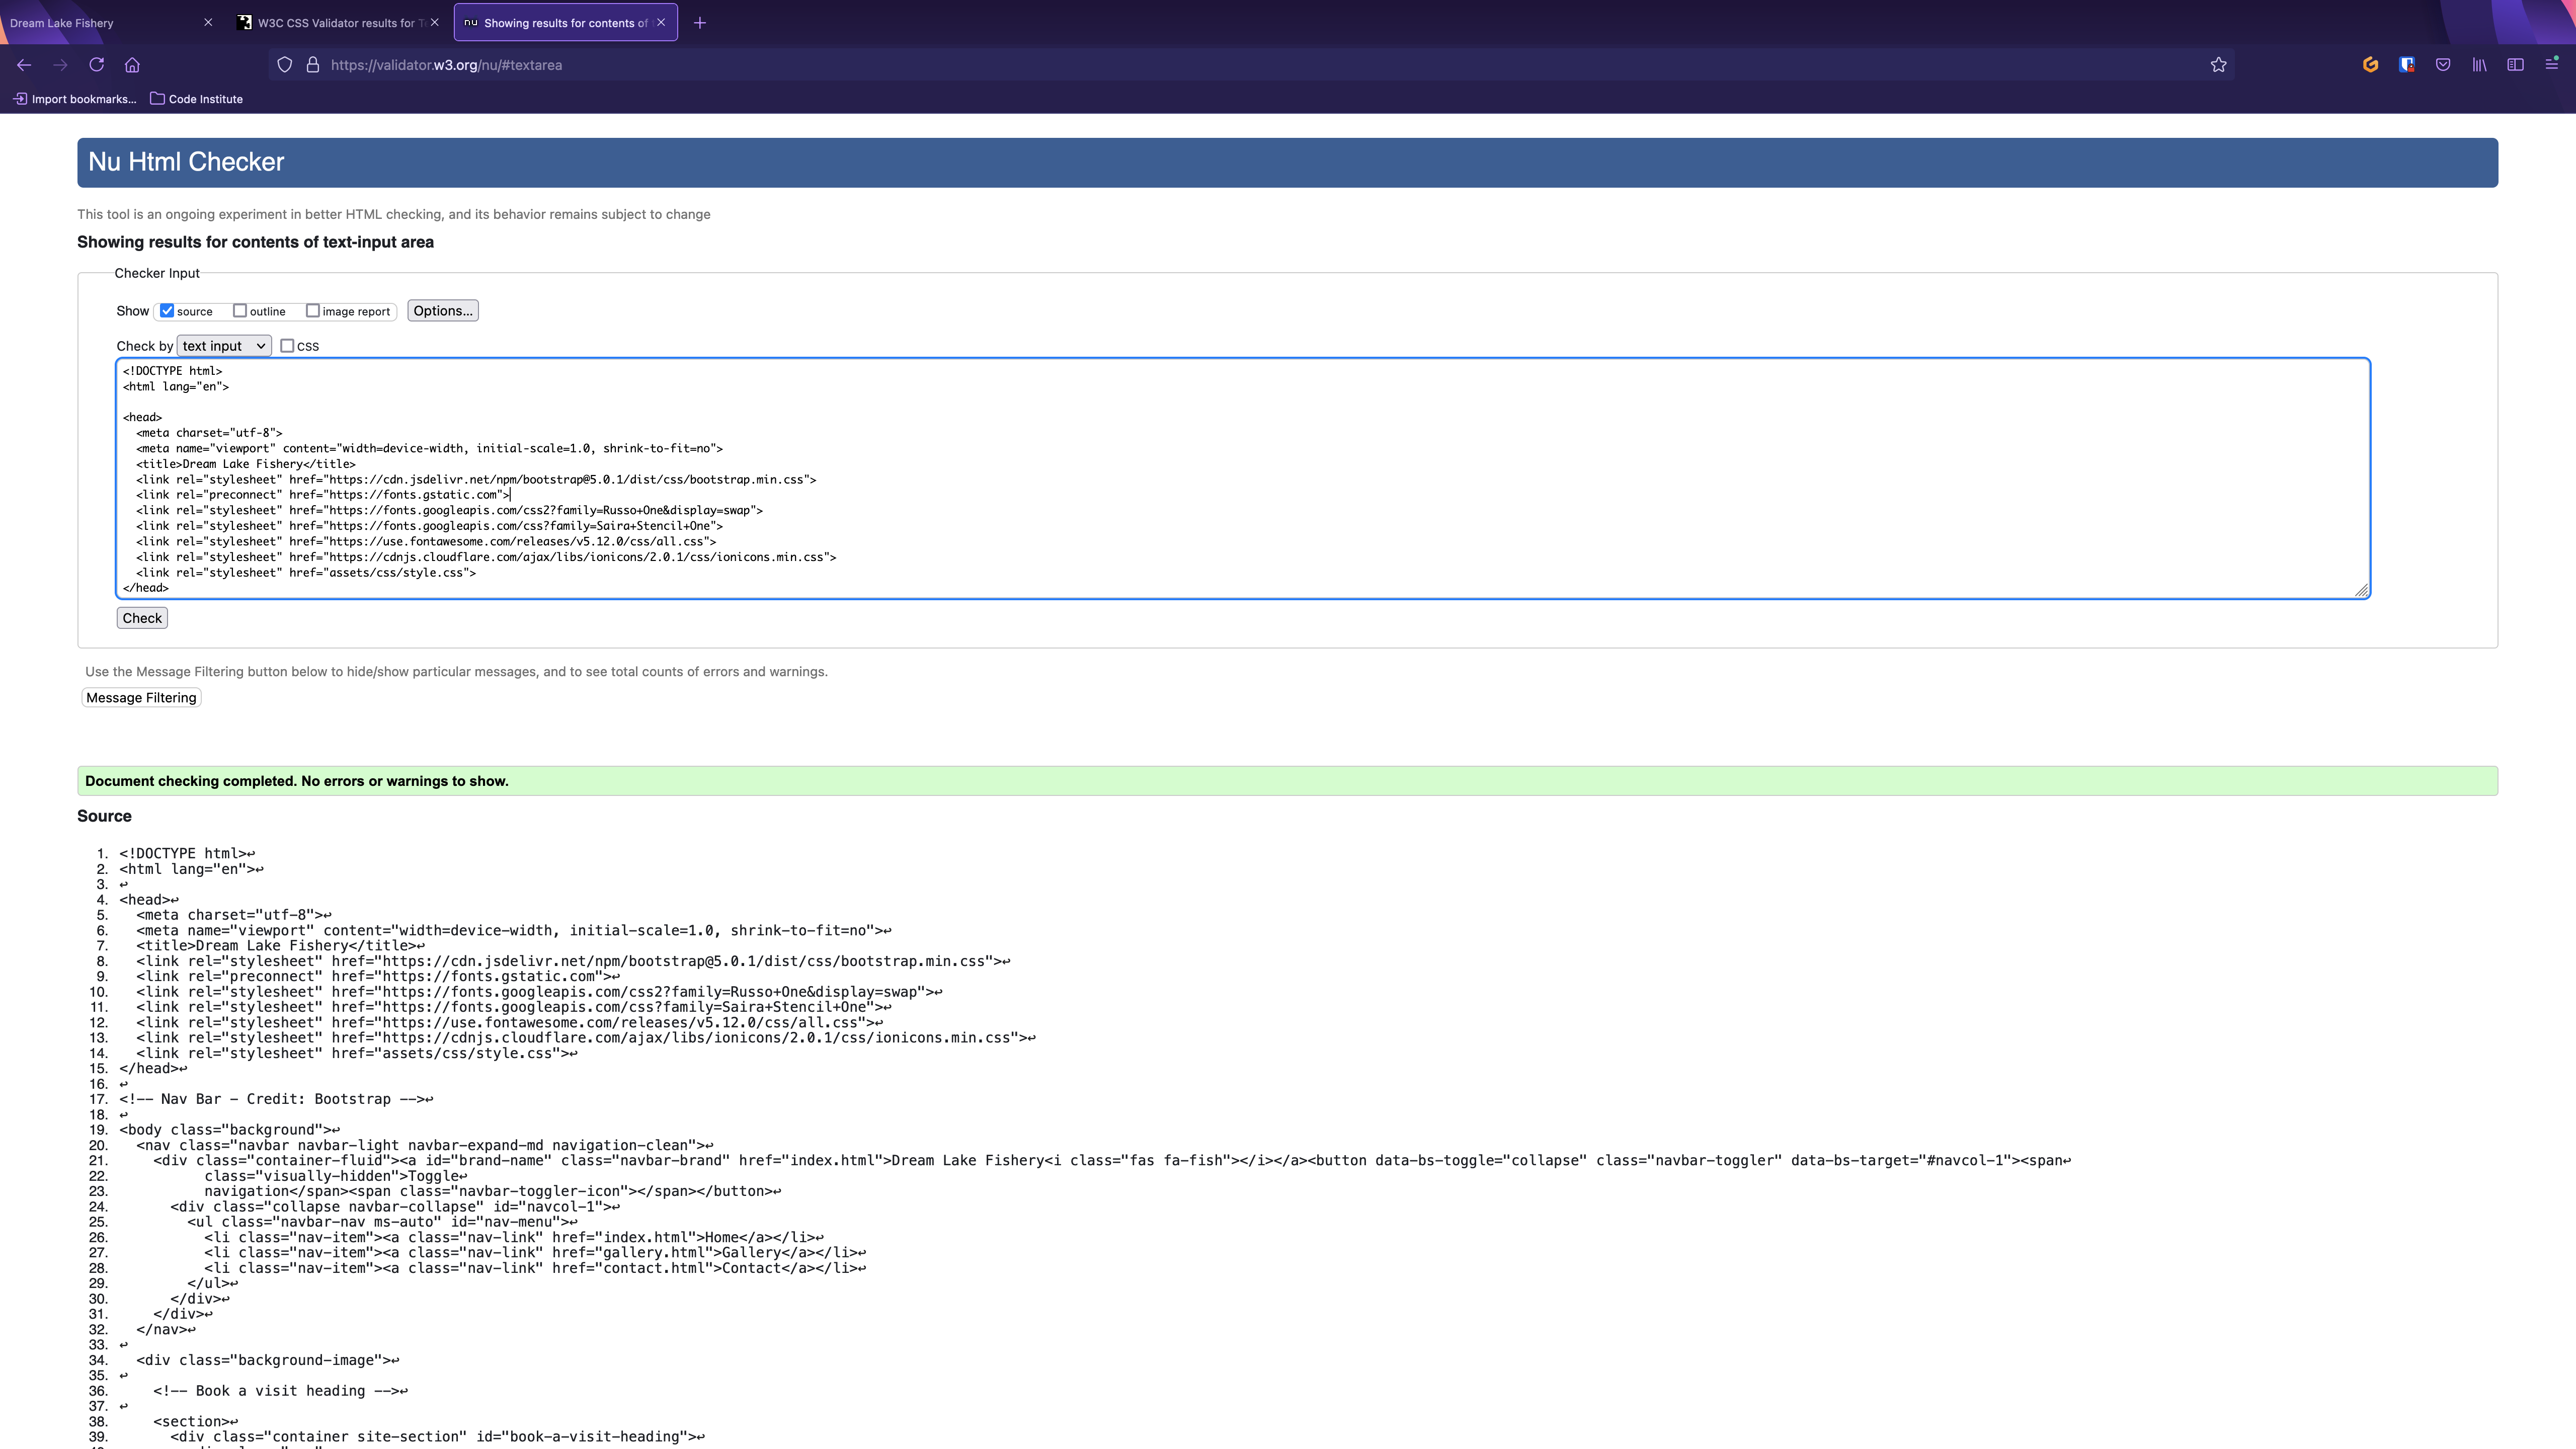 Dream Lake Fishery
W3C CSS Validator results for T
nu Showing results for contents of
https://validator.w3.org/nu/#textarea
Import bookmarks... Code Institute
Nu Html Checker
This tool is an ongoing experiment in better HTML checking, and its behavior remains subject to change
Showing results for contents of text-input area
Checker Input
Show source outline image report Options...
Check by text input CSS
<!DOCTYPE html>
<html lang="en">
<head>
<meta charset="utf-8">
<meta name="viewport" content="width=device-width, initial-scale=1.0, shrink-to-fit=no">
<title>Dream Lake Fishery</title>
<link rel="stylesheet" href="https://cdn.jsdelivr.net/npm/bootstrap@5.0.1/dist/css/bootstrap.min.css">
<link rel="preconnect" href="https://fonts.gstatic.com">
<link rel="stylesheet" href="https://fonts.googleapis.com/css2?family=Russo+One&display=swap">
<link rel="stylesheet" href="https://fonts.googleapis.com/css?family=Saira+Stencil+One">
<link rel="stylesheet" href="https://use.fontawesome.com/releases/v5.12.0/css/all.css">
<link rel="stylesheet" href="https://cdnjs.cloudflare.com/ajax/libs/ionicons/2.0.1/css/ionicons.min.css">
<link rel="stylesheet" href="assets/css/style.css">
</head>
Check
Use the Message Filtering button below to hide/show particular messages, and to see total counts of errors and warnings.
Message Filtering
Document checking completed. No errors or warnings to show.
Source
1. <!DOCTYPE html>↩
2. <html lang="en">↩
3. ↩
4. <head>↩
5. <meta charset="utf-8">↩
6. <meta name="viewport" content="width=device-width, initial-scale=1.0, shrink-to-fit=no">↩
7. <title>Dream Lake Fishery</title>↩
8. <link rel="stylesheet" href="https://cdn.jsdelivr.net/npm/bootstrap@5.0.1/dist/css/bootstrap.min.css">↩
9. <link rel="preconnect" href="https://fonts.gstatic.com">↩
10. <link rel="stylesheet" href="https://fonts.googleapis.com/css2?family=Russo+One&display=swap">↩
11. <link rel="stylesheet" href="https://fonts.googleapis.com/css?family=Saira+Stencil+One">↩
12. <link rel="stylesheet" href="https://use.fontawesome.com/releases/v5.12.0/css/all.css">↩
13. <link rel="stylesheet" href="https://cdnjs.cloudflare.com/ajax/libs/ionicons/2.0.1/css/ionicons.min.css">↩
14. <link rel="stylesheet" href="assets/css/style.css">↩
15. </head>↩
16. ↩
17. <!-- Nav Bar - Credit: Bootstrap -->↩
18. ↩
19. <body class="background">↩
20. <nav class="navbar navbar-light navbar-expand-md navigation-clean">↩
21. <div class="container-fluid"><a id="brand-name" class="navbar-brand" href="index.html">Dream Lake Fishery<i class="fas fa-fish"></i></a><button data-bs-toggle="collapse" class="navbar-toggler" data-bs-target="#navcol-1"><span↩
22. class="visually-hidden">Toggle↩
23. navigation</span><span class="navbar-toggler-icon"></span></button>↩
24. <div class="collapse navbar-collapse" id="navcol-1">↩
25. <ul class="navbar-nav ms-auto" id="nav-menu">↩
26. <li class="nav-item"><a class="nav-link" href="index.html">Home</a></li>↩
27. <li class="nav-item"><a class="nav-link" href="gallery.html">Gallery</a></li>↩
28. <li class="nav-item"><a class="nav-link" href="contact.html">Contact</a></li>↩
29. </ul>↩
30. </div>↩
31. </div>↩
32. </nav>↩
33. ↩
34. <div class="background-image">↩
35. ↩
36. <!-- Book a visit heading -->↩
37. ↩
38. <section>↩
39. <div class="container site-section" id="book-a-visit-heading">↩